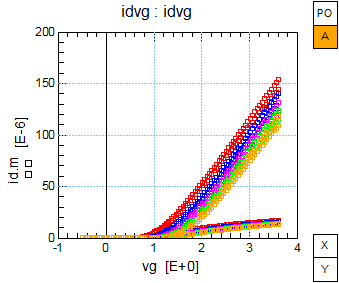 idvg : idvg
PO
A
200
150
100
50
0
id.m [E-6]
-1 0 1 2 3 4
vg [E+0]
X
Y